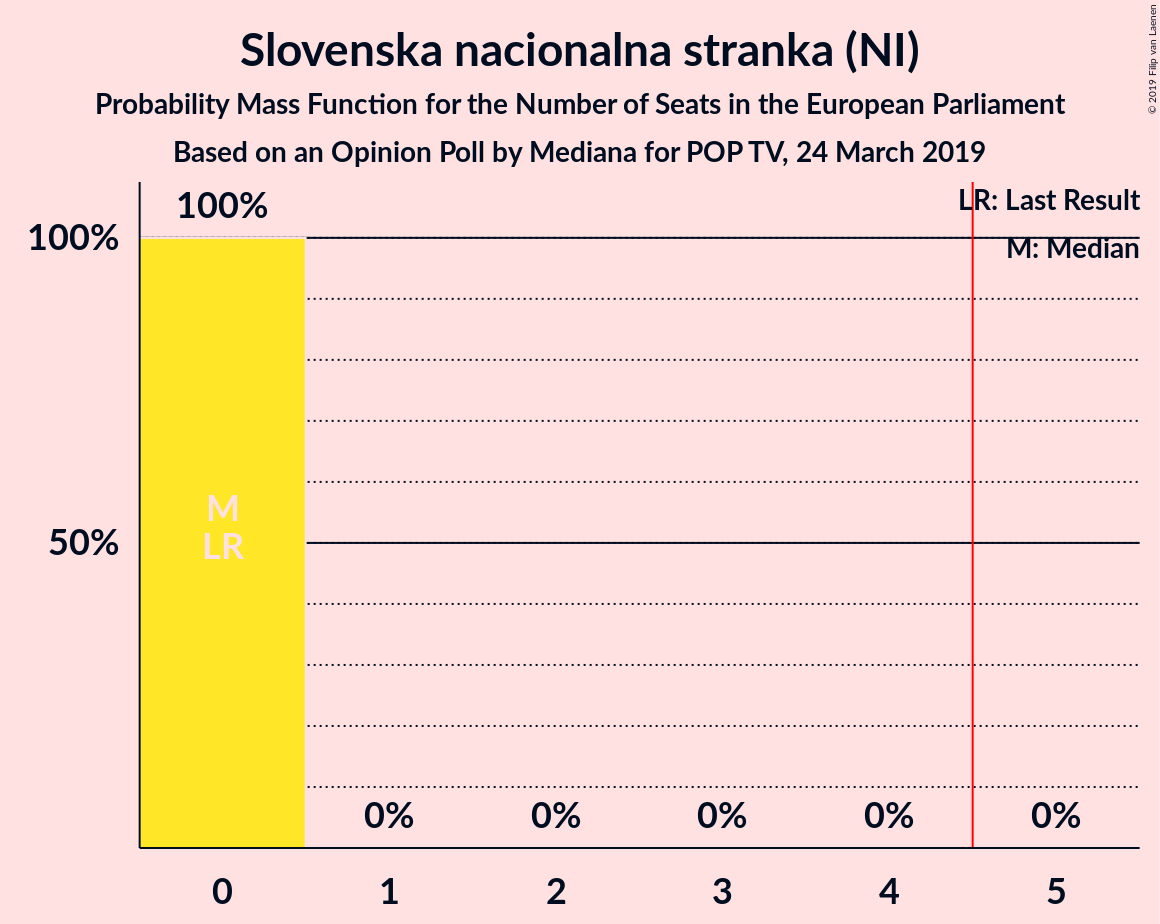 Slovenska nacionalna stranka (NI)
Probability Mass Function for the Number of Seats in the European Parliament
Based on an Opinion Poll by Mediana for POP TV, 24 March 2019
© 2019 Filip van Laenen
LR: Last Result
M: Median
100%
100%
50%
M
LR
0% 0% 0% 0% 0%
0 1 2 3 4 5